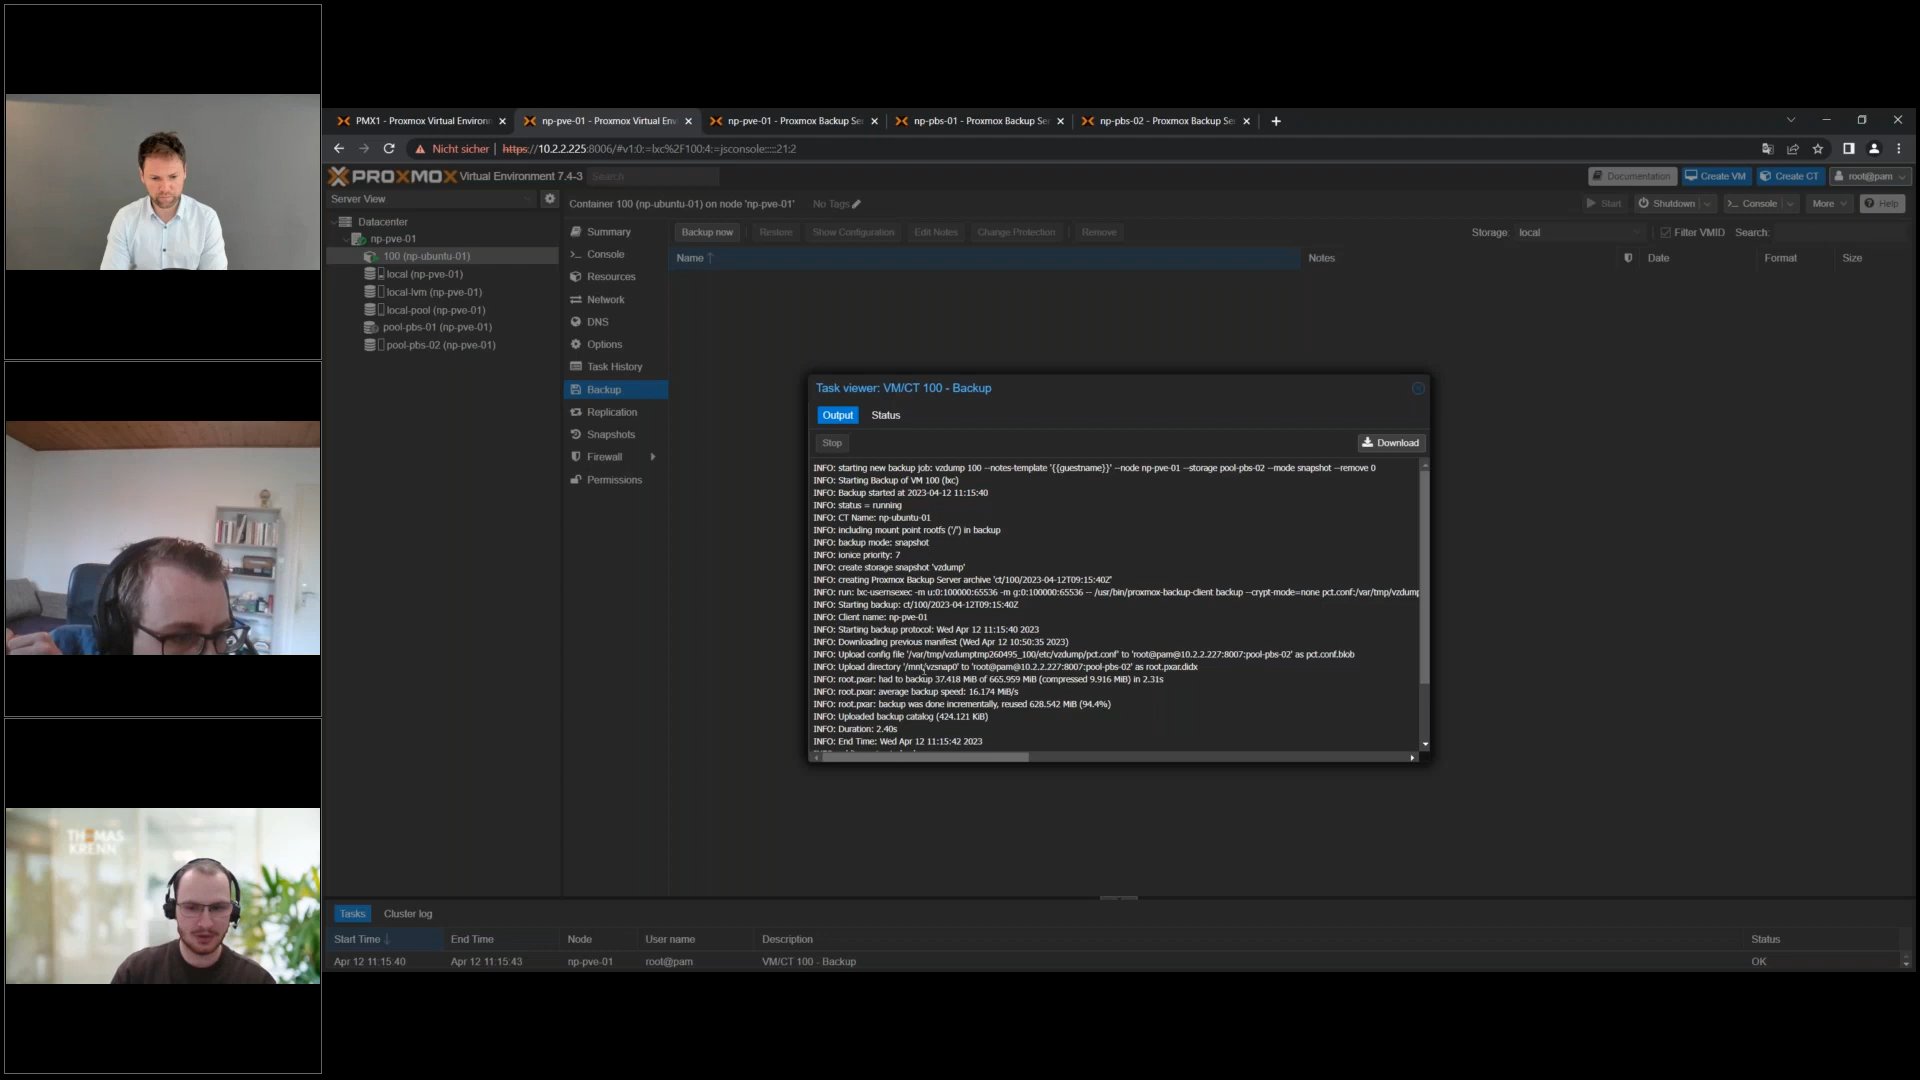 PMX1 - Proxmox Virtual Environ
np-pve-01 - Proxmox Virtual Env
np-pve-01 - Proxmox Backup Se
np-pbs-01 - Proxmox Backup Ser
np-pbs-02 - Proxmox Backup Se
Nicht sicher https://10.2.2.225:8006/#v1:0:=lxc%2F100:4:=jsconsole:::::21:2
PROXMOX Virtual Environment 7.4-3 Search
Documentation Create VM Create CT root@pam
Server View
Container 100 (np-ubuntu-01) on node 'np-pve-01' No Tags
Start Shutdown Console More Help
Datacenter
np-pve-01
100 (np-ubuntu-01)
local (np-pve-01)
local-lvm (np-pve-01)
local-pool (np-pve-01)
pool-pbs-01 (np-pve-01)
pool-pbs-02 (np-pve-01)
Summary
Console
Resources
Network
DNS
Options
Task History
Backup
Replication
Snapshots
Firewall
Permissions
Backup now Restore Show Configuration Edit Notes Change Protection Remove
Storage: local Filter VMID Search:
Name Notes Date Format Size
Task viewer: VM/CT 100 - Backup
Output Status
Stop Download
INFO: starting new backup job: vzdump 100 --notes-template '{{guestname}}' --node np-pve-01 --storage pool-pbs-02 --mode snapshot --remove 0
INFO: Starting Backup of VM 100 (lxc)
INFO: Backup started at 2023-04-12 11:15:40
INFO: status = running
INFO: CT Name: np-ubuntu-01
INFO: including mount point rootfs ('/') in backup
INFO: backup mode: snapshot
INFO: ionice priority: 7
INFO: create storage snapshot 'vzdump'
INFO: creating Proxmox Backup Server archive 'ct/100/2023-04-12T09:15:40Z'
INFO: run: lxc-usernsexec -m u:0:100000:65536 -m g:0:100000:65536 -- /usr/bin/proxmox-backup-client backup --crypt-mode=none pct.conf:/var/tmp/vzdump
INFO: Starting backup: ct/100/2023-04-12T09:15:40Z
INFO: Client name: np-pve-01
INFO: Starting backup protocol: Wed Apr 12 11:15:40 2023
INFO: Downloading previous manifest (Wed Apr 12 10:50:35 2023)
INFO: Upload config file '/var/tmp/vzdumptmp260495_100/etc/vzdump/pct.conf' to 'root@pam@10.2.2.227:8007:pool-pbs-02' as pct.conf.blob
INFO: Upload directory '/mnt/vzsnap0' to 'root@pam@10.2.2.227:8007:pool-pbs-02' as root.pxar.didx
INFO: root.pxar: had to backup 37.418 MiB of 665.959 MiB (compressed 9.916 MiB) in 2.31s
INFO: root.pxar: average backup speed: 16.174 MiB/s
INFO: root.pxar: backup was done incrementally, reused 628.542 MiB (94.4%)
INFO: Uploaded backup catalog (424.121 KiB)
INFO: Duration: 2.40s
INFO: End Time: Wed Apr 12 11:15:42 2023
Tasks Cluster log
Start Time End Time Node User name Description Status
Apr 12 11:15:40 Apr 12 11:15:43 np-pve-01 root@pam VM/CT 100 - Backup OK
THOMAS
KRENN